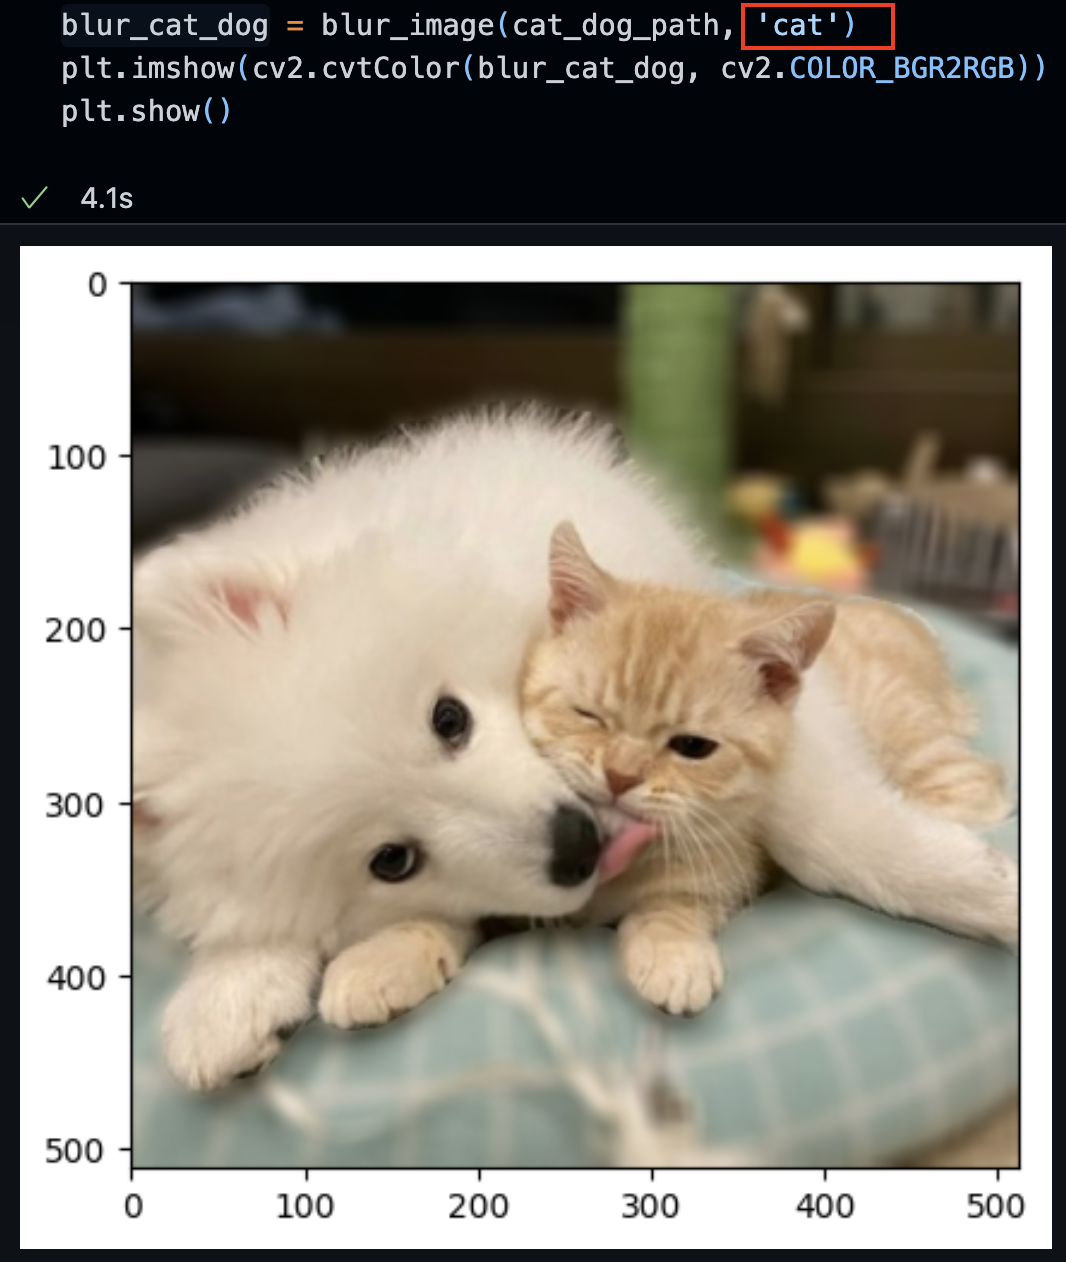 blur_cat_dog = blur_image(cat_dog_path, 'cat')
plt.imshow(cv2.cvtColor(blur_cat_dog, cv2.COLOR_BGR2RGB))
plt.show()
4.1s
0
100
200
300
400
500
0 100 200 300 400 500